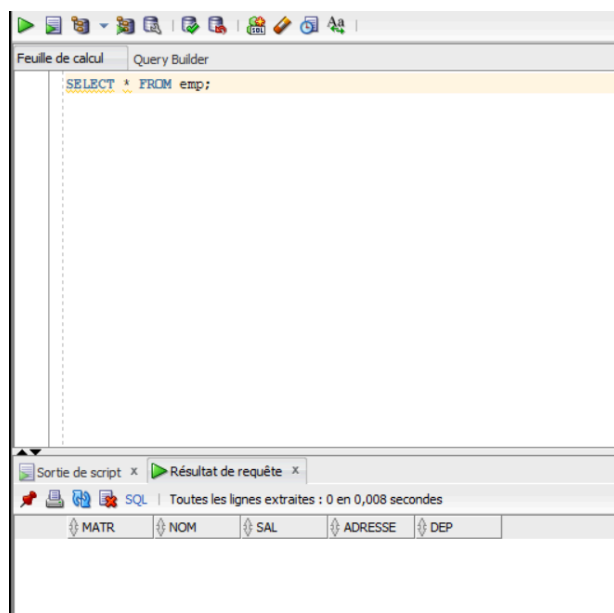 Feuille de calcul Query Builder
SELECT * FROM emp;
Sortie de script x Résultat de requête x
SQL | Toutes les lignes extraites : 0 en 0,008 secondes
MATR NOM SAL ADRESSE DEP